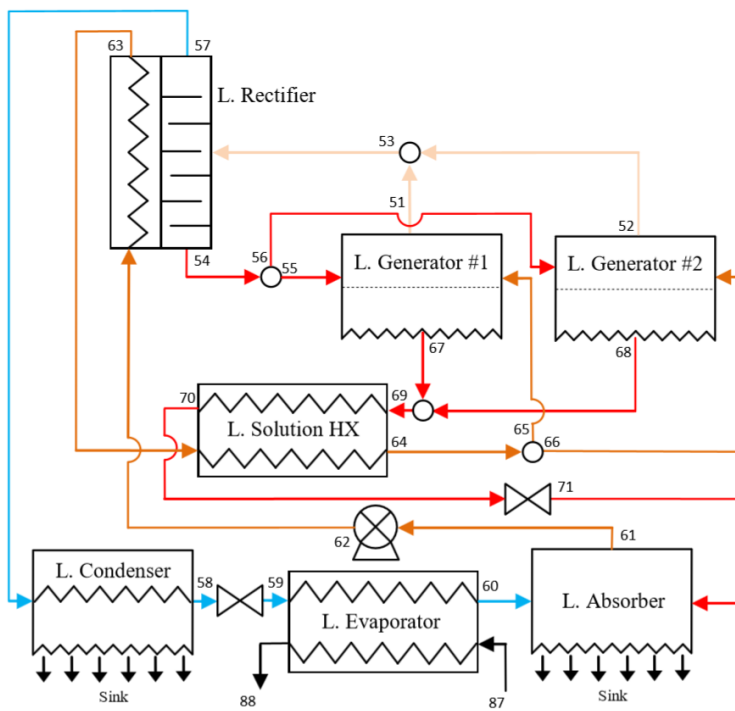 63
57
L. Rectifier
53
51
52
54
56
55
L. Generator #1
L. Generator #2
67
68
70
69
L. Solution HX
64
65
66
71
62
61
L. Condenser
58
59
L. Evaporator
60
L. Absorber
88
87
Sink
Sink